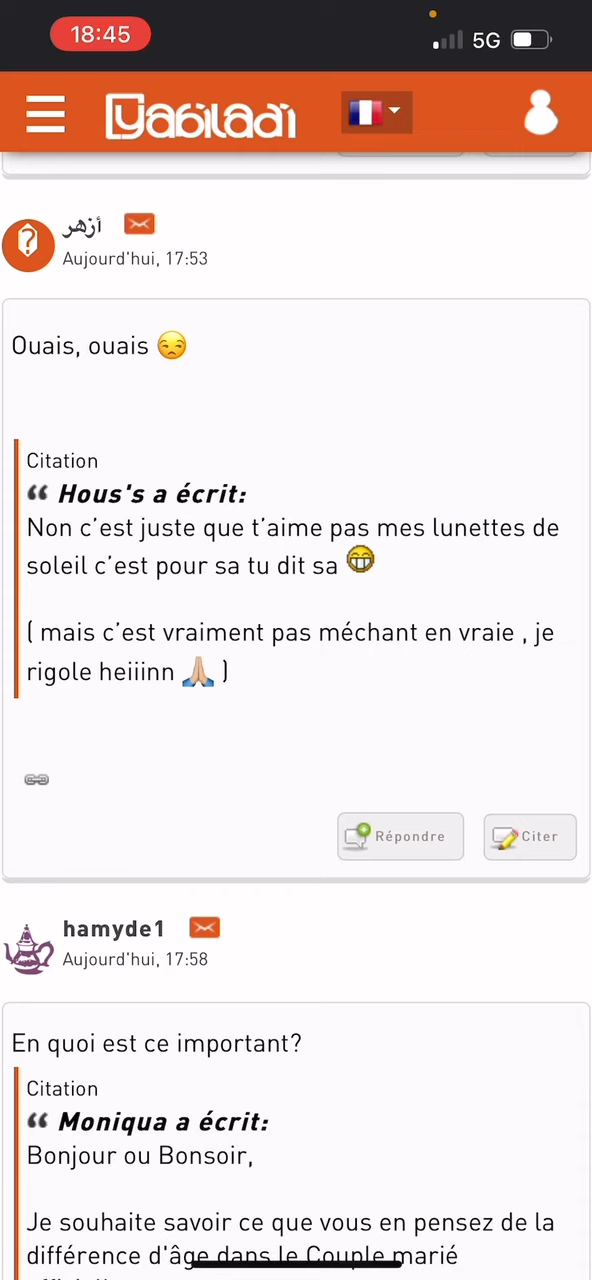 18:45
5G
Yabiladi
أزهر
Aujourd'hui, 17:53
Ouais, ouais 😒
Citation
Hous's a écrit:
Non c'est juste que t'aime pas mes lunettes de
soleil c'est pour sa tu dit sa 😁
( mais c'est vraiment pas méchant en vraie , je
rigole heiiinn 🙏🏼 )
Répondre
Citer
hamyde1
Aujourd'hui, 17:58
En quoi est ce important?
Citation
Moniqua a écrit:
Bonjour ou Bonsoir,
Je souhaite savoir ce que vous en pensez de la
différence d'âge dans le Couple marié